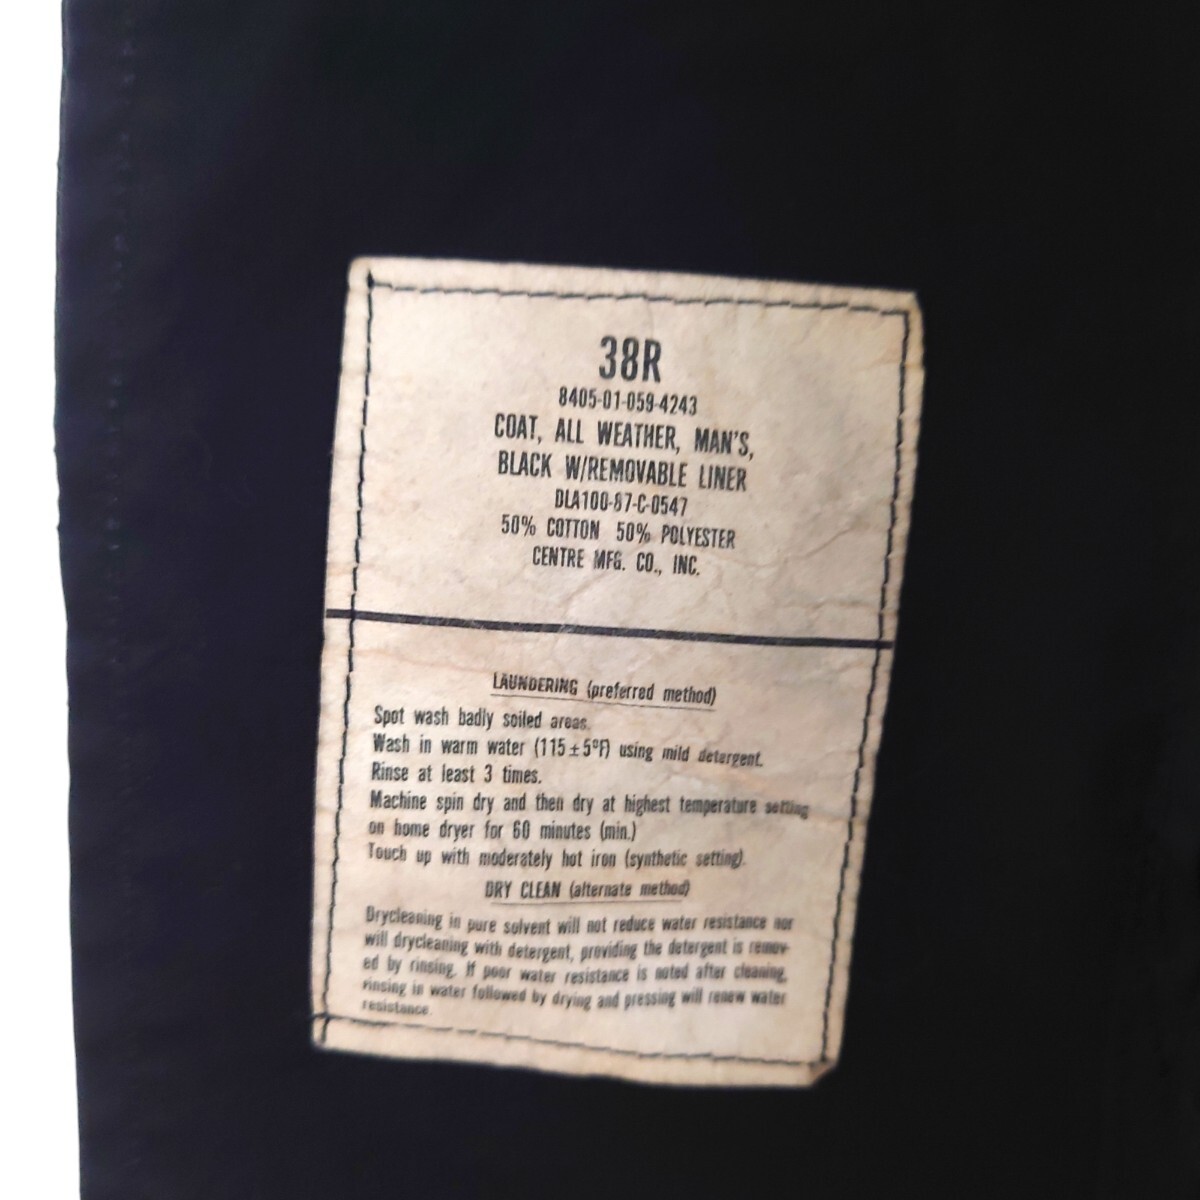 38R
8405-01-059-4243
COAT, ALL WEATHER, MAN'S,
BLACK W/REMOVABLE LINER
DLA100-87-C-0547
50% COTTON 50% POLYESTER
CENTRE MFG. CO., INC.
LAUNDERING (preferred method)
Spot wash badly soiled areas.
Wash in warm water (115±5°F) using mild detergent.
Rinse at least 3 times.
Machine spin dry and then dry at highest temperature setting
on home dryer for 60 minutes (min.)
Touch up with moderately hot iron (synthetic setting).
DRY CLEAN (alternate method)
Drycleaning in pure solvent will not reduce water resistance nor
will drycleaning with detergent, providing the detergent is remov-
ed by rinsing. If poor water resistance is noted after cleaning,
rinsing in water followed by drying and pressing will renew water
resistance.